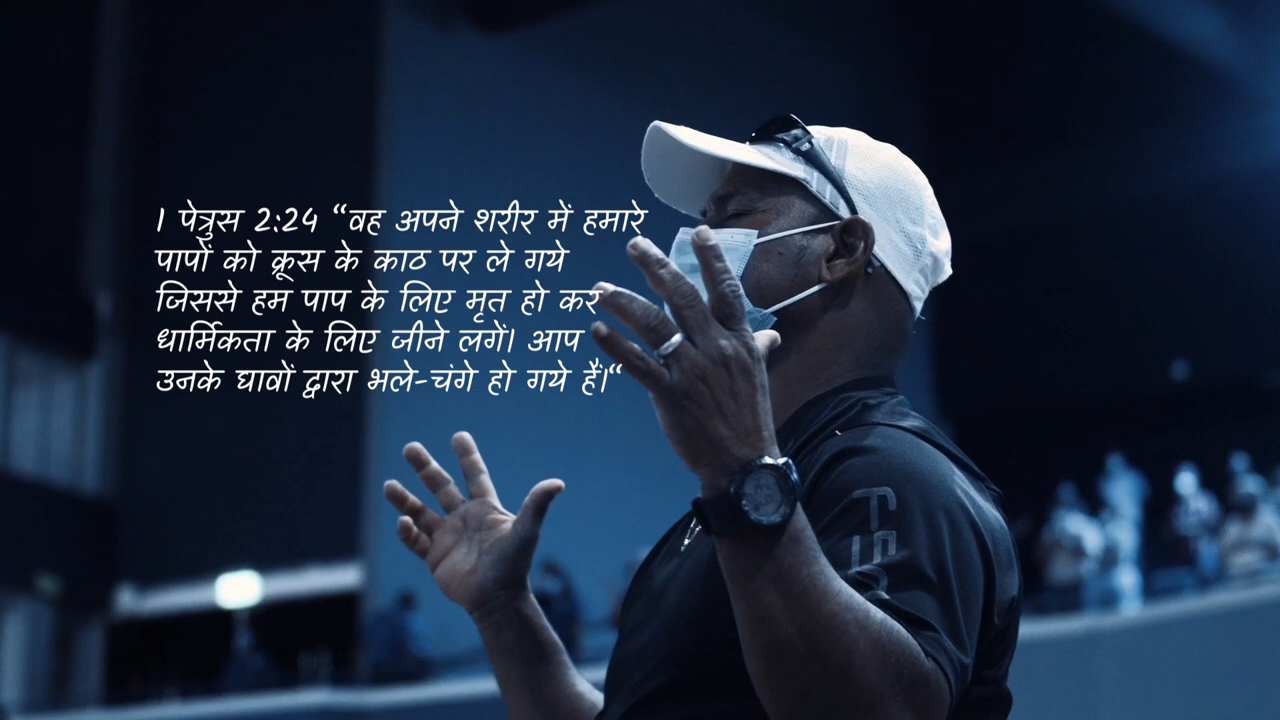 1 पेत्रुस 2:24 “वह अपने शरीर में हमारे
पापों को क्रूस के काठ पर ले गये
जिससे हम पाप के लिए मृत हो कर
धार्मिकता के लिए जीने लगें। आप
उनके घावों द्वारा भले-चंगे हो गये हैं।“